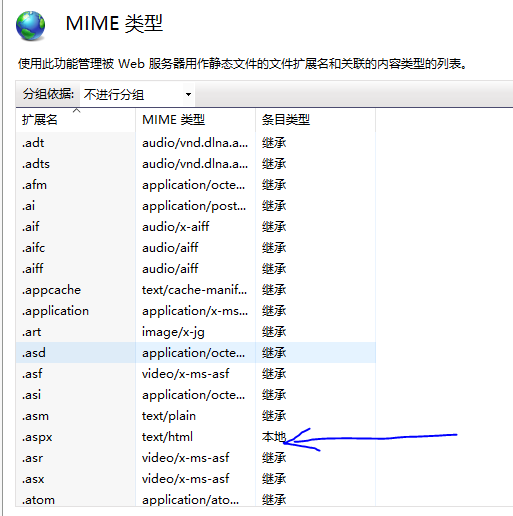 MIME 类型
使用此功能管理被 Web 服务器用作静态文件的文件扩展名和关联的内容类型的列表。
分组依据: 不进行分组
扩展名 MIME 类型 条目类型
.adt audio/vnd.dlna.a... 继承
.adts audio/vnd.dlna.a... 继承
.afm application/octe... 继承
.ai application/post... 继承
.aif audio/x-aiff 继承
.aifc audio/aiff 继承
.aiff audio/aiff 继承
.appcache text/cache-manif... 继承
.application application/x-ms... 继承
.art image/x-jg 继承
.asd application/octe... 继承
.asf video/x-ms-asf 继承
.asi application/octe... 继承
.asm text/plain 继承
.aspx text/html 本地
.asr video/x-ms-asf 继承
.asx video/x-ms-asf 继承
.atom application/ato... 继承